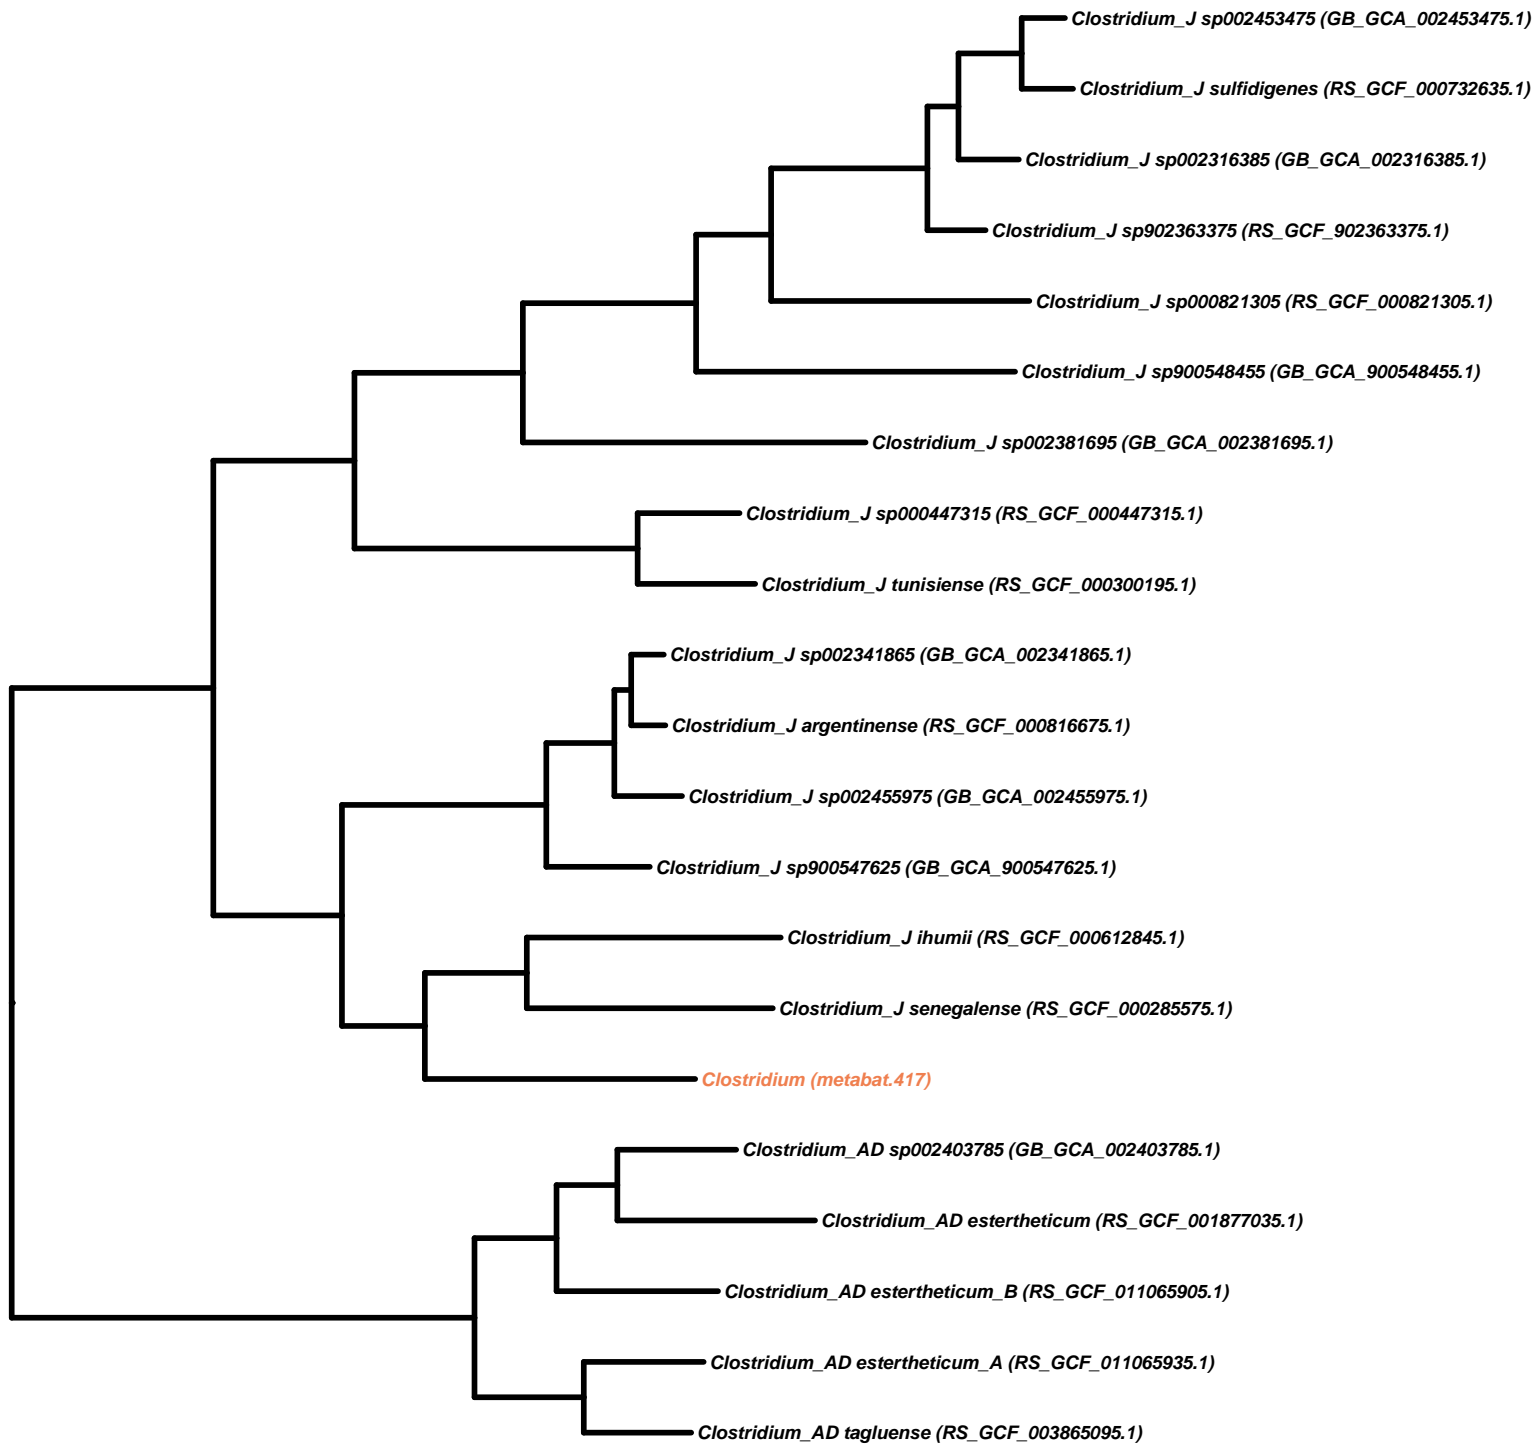 Clostridium_J sp002453475 (GB_GCA_002453475.1)
Clostridium_J sulfidigenes (RS_GCF_000732635.1)
Clostridium_J sp002316385 (GB_GCA_002316385.1)
Clostridium_J sp902363375 (RS_GCF_902363375.1)
Clostridium_J sp000821305 (RS_GCF_000821305.1)
Clostridium_J sp900548455 (GB_GCA_900548455.1)
Clostridium_J sp002381695 (GB_GCA_002381695.1)
Clostridium_J sp000447315 (RS_GCF_000447315.1)
Clostridium_J tunisiense (RS_GCF_000300195.1)
Clostridium_J sp002341865 (GB_GCA_002341865.1)
Clostridium_J argentinense (RS_GCF_000816675.1)
Clostridium_J sp002455975 (GB_GCA_002455975.1)
Clostridium_J sp900547625 (GB_GCA_900547625.1)
Clostridium_J ihumii (RS_GCF_000612845.1)
Clostridium_J senegalense (RS_GCF_000285575.1)
Clostridium (metabat.417)
Clostridium_AD sp002403785 (GB_GCA_002403785.1)
Clostridium_AD estertheticum (RS_GCF_001877035.1)
Clostridium_AD estertheticum_B (RS_GCF_011065905.1)
Clostridium_AD estertheticum_A (RS_GCF_011065935.1)
Clostridium_AD tagluense (RS_GCF_003865095.1)